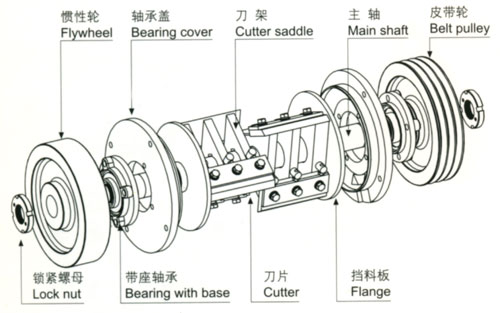 惯性轮
Flywheel
轴承盖
Bearing cover
刀 架
Cutter saddle
主 轴
Main shaft
皮带轮
Belt pulley
锁紧螺母
Lock nut
带座轴承
Bearing with base
刀片
Cutter
挡料板
Flange